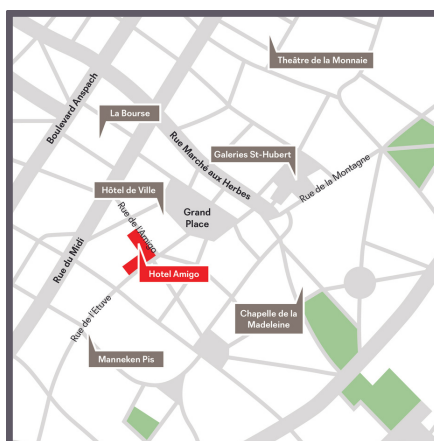 Theâtre de la Monnaie
Boulevard Anspach
La Bourse
Rue Marché aux Herbes
Galeries St-Hubert
Rue de la Montagne
Hôtel de Ville
Rue de l'Amigo
Grand
Place
Rue du Midi
Hotel Amigo
Rue de l'Etuve
Chapelle de la
Madeleine
Manneken Pis